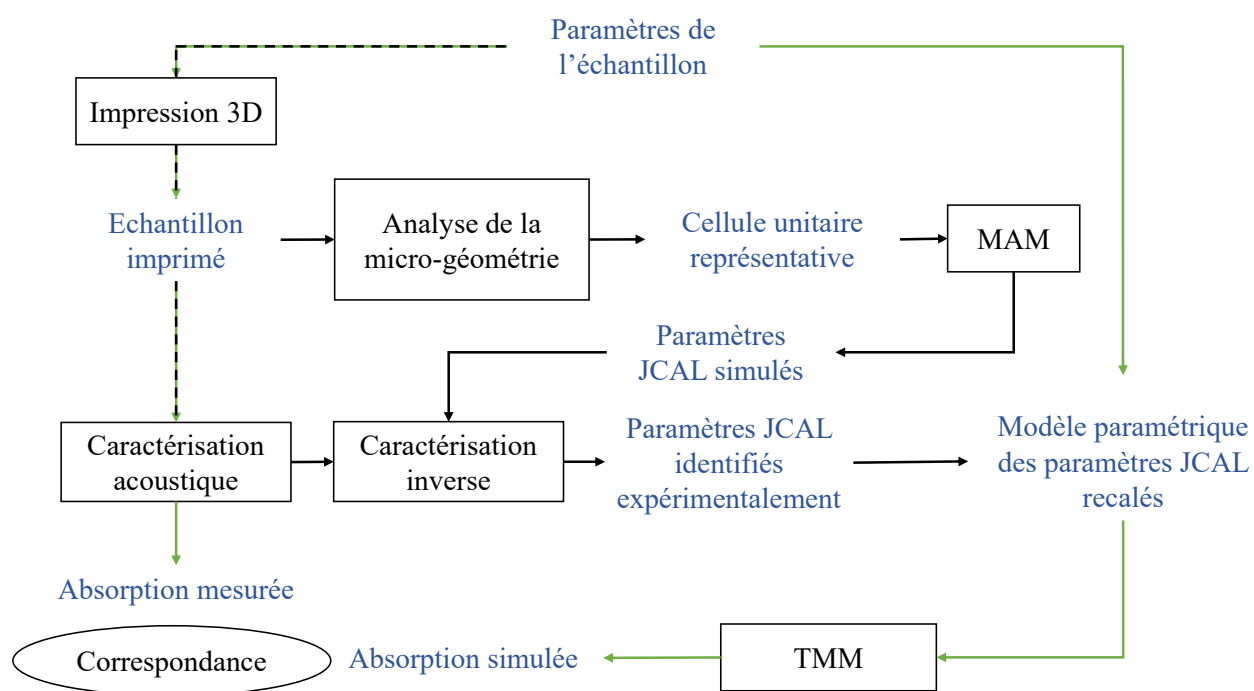 Paramètres de
l’échantillon
Impression 3D
Echantillon
imprimé
Analyse de la
micro-géométrie
Cellule unitaire
représentative
MAM
Paramètres
JCAL simulés
Caractérisation
acoustique
Caractérisation
inverse
Paramètres JCAL
identifiés
expérimentalement
Modèle paramétrique
des paramètres JCAL
recalés
Absorption mesurée
Correspondance
Absorption simulée
TMM